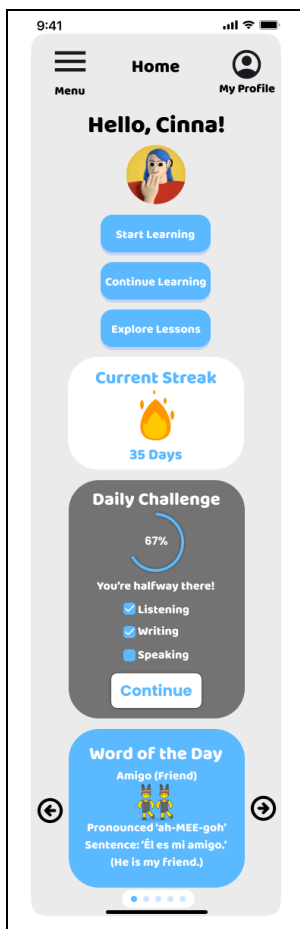 9:41
Home
Menu
My Profile
Hello, Cinna!
Start Learning
Continue Learning
Explore Lessons
Current Streak
35 Days
Daily Challenge
67%
You're halfway there!
Listening
Writing
Speaking
Continue
Word of the Day
Amigo (Friend)
Pronounced 'ah-MEE-goh'
Sentence: 'Él es mi amigo.'
(He is my friend.)